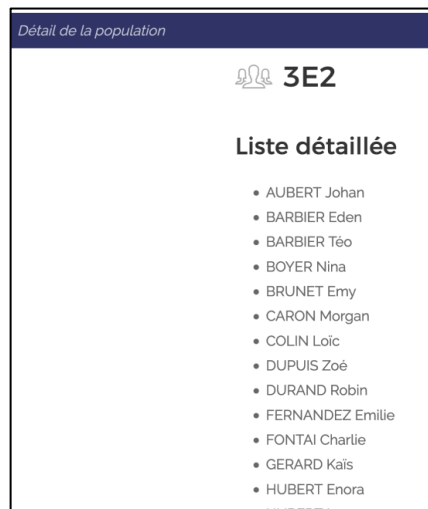 Détail de la population
3E2
Liste détaillée
• AUBERT Johan
• BARBIER Eden
• BARBIER Téo
• BOYER Nina
• BRUNET Emy
• CARON Morgan
• COLIN Loïc
• DUPUIS Zoé
• DURAND Robin
• FERNANDEZ Emilie
• FONTAI Charlie
• GERARD Kaïs
• HUBERT Enora